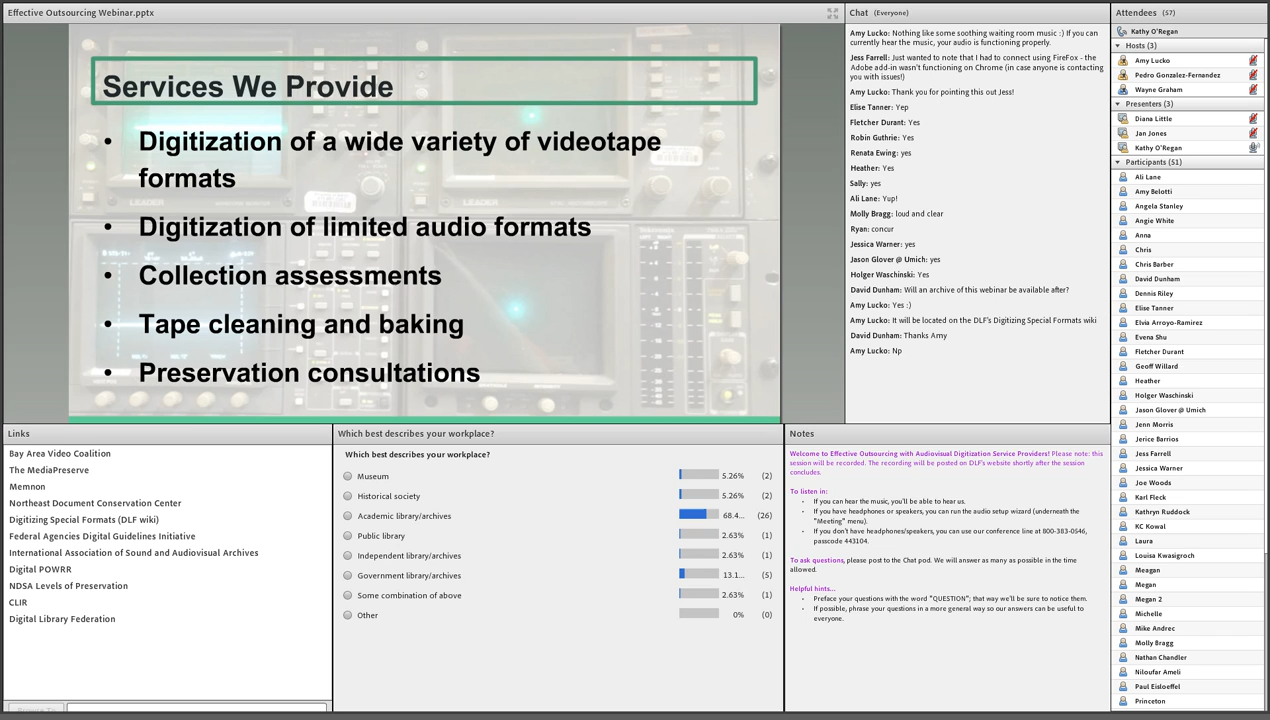 Effective Outsourcing Webinar.pptx
Services We Provide
• Digitization of a wide variety of videotape
formats
• Digitization of limited audio formats
• Collection assessments
• Tape cleaning and baking
• Preservation consultations
LEADER
LEADER
Chat (Everyone)
Amy Lucko: Nothing like some soothing waiting room music :) If you can
currently hear the music, your audio is functioning properly.
Jess Farrell: Just wanted to note that I had to connect using FireFox - the
Adobe add-in wasn't functioning on Chrome (in case anyone is contacting
you with issues!)
Amy Lucko: Thank you for pointing this out Jess!
Elise Tanner: Yep
Fletcher Durant: Yes
Robin Guthrie: Yes
Renata Ewing: yes
Heather: Yes
Sally: yes
Ali Lane: Yup!
Molly Bragg: loud and clear
Ryan: concur
Jessica Warner: yes
Jason Glover @ Umich: yes
Holger Waschinski: Yes
David Dunham: Will an archive of this webinar be available after?
Amy Lucko: Yes :)
Amy Lucko: It will be located on the DLF's Digitizing Special Formats wiki
David Dunham: Thanks Amy
Amy Lucko: Np
Attendees (57)
Kathy O'Regan
Hosts (3)
Amy Lucko
Pedro Gonzalez-Fernandez
Wayne Graham
Presenters (3)
Diana Little
Jan Jones
Kathy O'Regan
Participants (51)
Ali Lane
Amy Belotti
Angela Stanley
Angie White
Anna
Chris
Chris Barber
David Dunham
Dennis Riley
Elise Tanner
Elvia Arroyo-Ramirez
Evena Shu
Fletcher Durant
Geoff Willard
Heather
Holger Waschinski
Jason Glover @ Umich
Jenn Morris
Jerice Barrios
Jess Farrell
Jessica Warner
Joe Woods
Karl Fleck
Kathryn Ruddock
KC Kowal
Laura
Louisa Kwasigroch
Meagan
Megan
Megan 2
Michelle
Mike Andrec
Molly Bragg
Nathan Chandler
Niloufar Ameli
Paul Eisloeffel
Princeton
Links
Bay Area Video Coalition
The MediaPreserve
Memnon
Northeast Document Conservation Center
Digitizing Special Formats (DLF wiki)
Federal Agencies Digital Guidelines Initiative
International Association of Sound and Audiovisual Archives
Digital POWRR
NDSA Levels of Preservation
CLIR
Digital Library Federation
Browse To
Which best describes your workplace?
Which best describes your workplace?
Museum 5.26% (2)
Historical society 5.26% (2)
Academic library/archives 68.4... (26)
Public library 2.63% (1)
Independent library/archives 2.63% (1)
Government library/archives 13.1... (5)
Some combination of above 2.63% (1)
Other 0% (0)
Notes
Welcome to Effective Outsourcing with Audiovisual Digitization Service Providers! Please note: this
session will be recorded. The recording will be posted on DLF's website shortly after the session
concludes.
To listen in:
• If you can hear the music, you'll be able to hear us.
• If you have headphones or speakers, you can run the audio setup wizard (underneath the
"Meeting" menu).
• If you don't have headphones/speakers, you can use our conference line at 800-383-0646,
passcode 443104.
To ask questions, please post to the Chat pod. We will answer as many as possible in the time
allowed.
Helpful hints...
• Preface your questions with the word "QUESTION"; that way we'll be sure to notice them.
• If possible, phrase your questions in a more general way so our answers can be useful to
everyone.